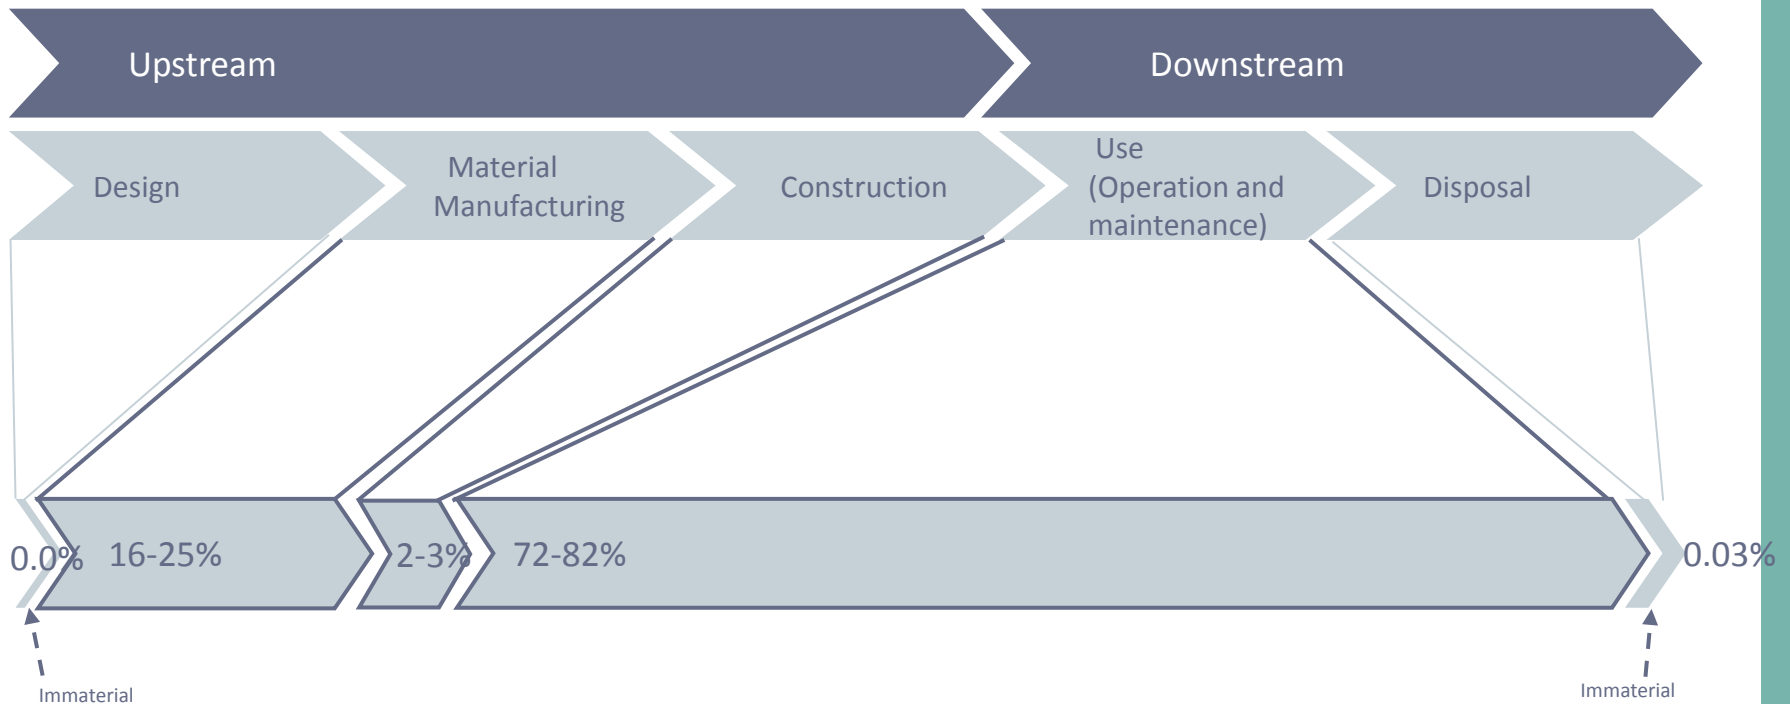 Upstream
Downstream
Design
Material
Manufacturing
Construction
Use
(Operation and
maintenance)
Disposal
0.0%
16-25%
2-3%
72-82%
0.03%
Immaterial
Immaterial